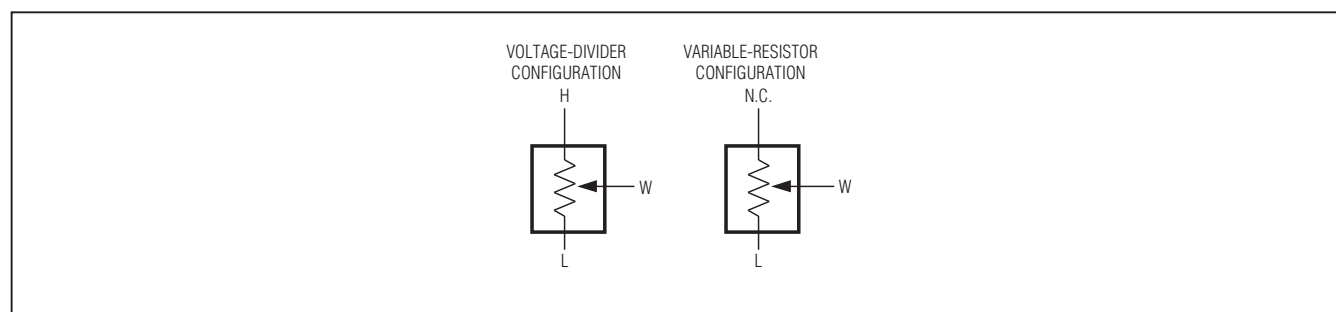 VOLTAGE-DIVIDER
CONFIGURATION
H
W
L
VARIABLE-RESISTOR
CONFIGURATION
N.C.
W
L